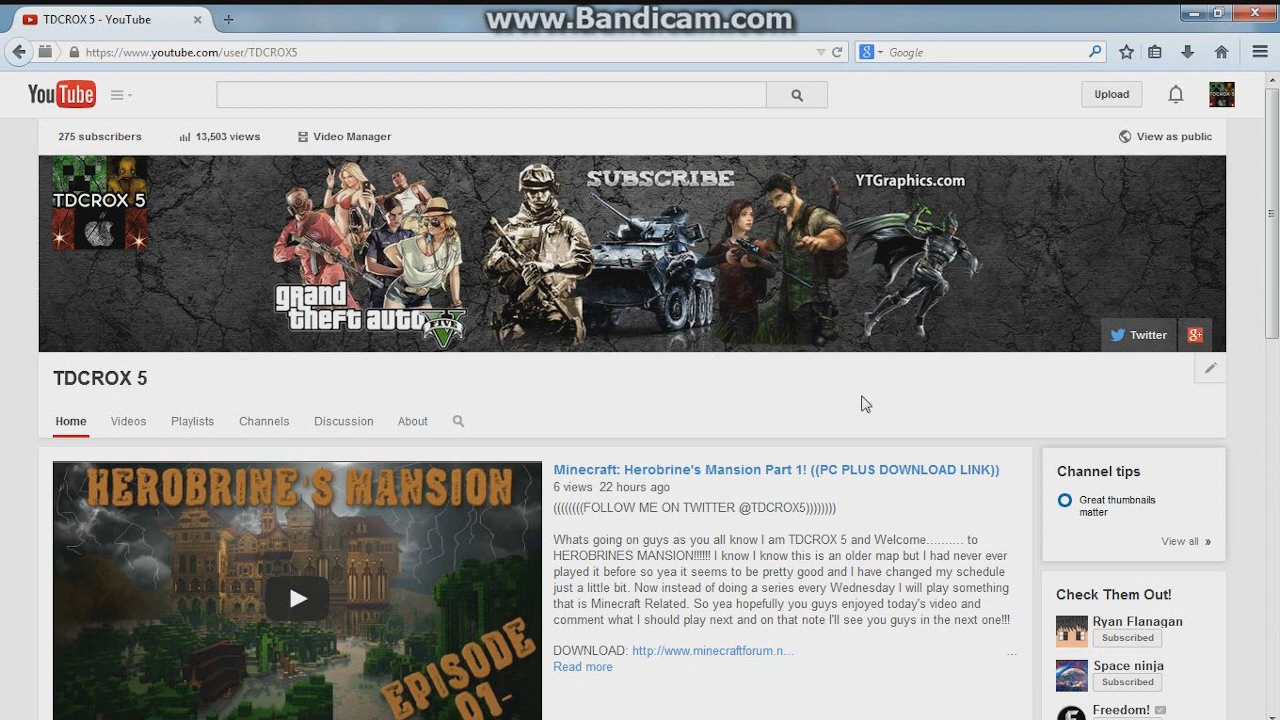 www.Bandicam.com
TDCROX 5 - YouTube
https://www.youtube.com/user/TDCROX5
Google
YouTube
Upload
275 subscribers
13,503 views
Video Manager
View as public
TDCROX 5
SUBSCRIBE
YTGraphics.com
grand
theft auto
FIVE
Twitter
TDCROX 5
Home
Videos
Playlists
Channels
Discussion
About
HEROBRINE'S MANSION
EPISODE
01-
Minecraft: Herobrine's Mansion Part 1! ((PC PLUS DOWNLOAD LINK))
6 views 22 hours ago
((((((((FOLLOW ME ON TWITTER @TDCROX5))))))))
Whats going on guys as you all know I am TDCROX 5 and Welcome.......... to
HEROBRINES MANSION!!!!!! I know I know this is an older map but I had never ever
played it before so yea it seems to be pretty good and I have changed my schedule
just a little bit. Now instead of doing a series every Wednesday I will play something
that is Minecraft Related. So yea hopefully you guys enjoyed today's video and
comment what I should play next and on that note I'll see you guys in the next one!!!
DOWNLOAD: http://www.minecraftforum.n... ...
Read more
Channel tips
Great thumbnails
matter
View all »
Check Them Out!
Ryan Flanagan
Subscribed
Space ninja
Subscribed
Freedom!